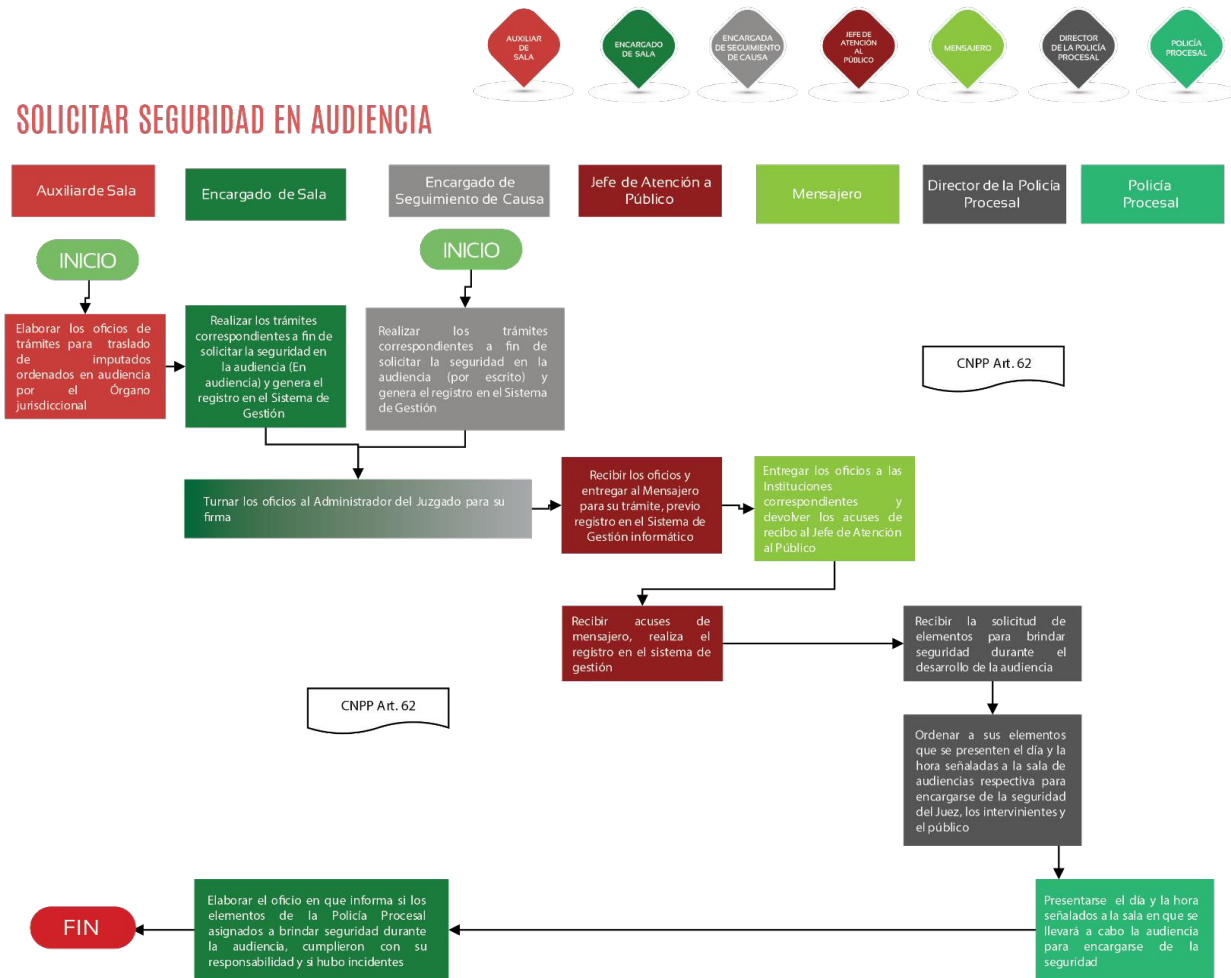 AUXILIAR
DE
SALA
ENCARGADO
DE SALA
ENCARGADA
DE SEGUIMIENTO
DE CAUSA
JEFE DE
ATENCIÓN
AL
PÚBLICO
MENSAJERO
DIRECTOR
DE LA POLICÍA
PROCESAL
POLICÍA
PROCESAL
SOLICITAR SEGURIDAD EN AUDIENCIA
Auxiliarde Sala
Encargado de Sala
Encargado de
Seguimiento de Causa
Jefe de Atención a
Público
Mensajero
Director de la Policía
Procesal
Policía
Procesal
INICIO
INICIO
Elaborar los oficios de
trámites para traslado
de imputados
ordenados en audiencia
por el Órgano
jurisdiccional
Realizar los trámites
correspondientes a fin de
solicitar la seguridad en
la audiencia (En
audiencia) y genera el
registro en el Sistema de
Gestión
Realizar los trámites
correspondientes a fin de
solicitar la seguridad en la
audiencia (por escrito) y
genera el registro en el Sistema
de Gestión
CNPP Art. 62
Turnar los oficios al Administrador del Juzgado para su
firma
Recibir los oficios y
entregar al Mensajero
para su trámite, previo
registro en el Sistema de
Gestión informático
Entregar los oficios a las
Instituciones
correspondientes y
devolver los acuses de
recibo al Jefe de Atención
al Público
Recibir acuses de
mensajero, realiza el
registro en el sistema de
gestión
Recibir la solicitud de
elementos para brindar
seguridad durante el
desarrollo de la audiencia
CNPP Art. 62
Ordenar a sus elementos
que se presenten el día y la
hora señaladas a la sala de
audiencias respectiva para
encargarse de la seguridad
del Juez, los intervinientes y
el público
FIN
Elaborar el oficio en que informa si los
elementos de la Policía Procesal
asignados a brindar seguridad durante
la audiencia, cumplieron con su
responsabilidad y si hubo incidentes
Presentarse el día y la hora
señalados a la sala en que se
llevará a cabo la audiencia
para encargarse de la
seguridad